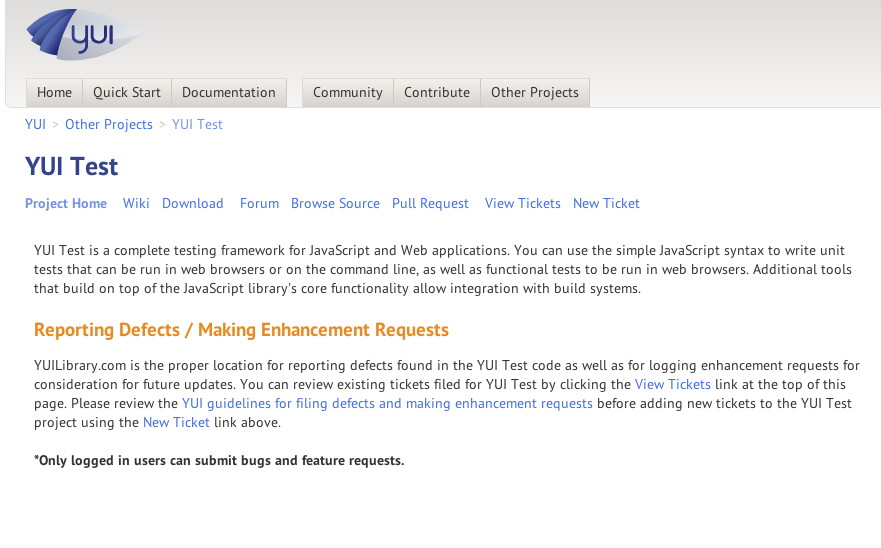 YUI
Home Quick Start Documentation Community Contribute Other Projects
YUI > Other Projects > YUI Test
YUI Test
Project Home Wiki Download Forum Browse Source Pull Request View Tickets New Ticket
YUI Test is a complete testing framework for JavaScript and Web applications. You can use the simple JavaScript syntax to write unit
tests that can be run in web browsers or on the command line, as well as functional tests to be run in web browsers. Additional tools
that build on top of the JavaScript library's core functionality allow integration with build systems.
Reporting Defects / Making Enhancement Requests
YUILibrary.com is the proper location for reporting defects found in the YUI Test code as well as for logging enhancement requests for
consideration for future updates. You can review existing tickets filed for YUI Test by clicking the View Tickets link at the top of this
page. Please review the YUI guidelines for filing defects and making enhancement requests before adding new tickets to the YUI Test
project using the New Ticket link above.
*Only logged in users can submit bugs and feature requests.